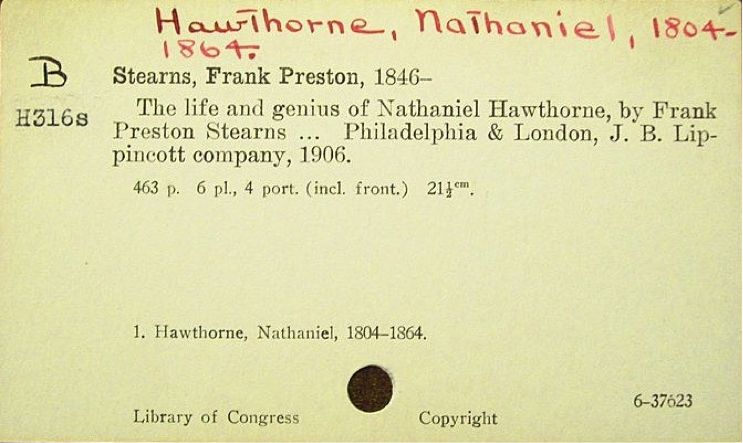 Hawthorne, Nathaniel, 1804-
1864.
B
Stearns, Frank Preston, 1846–
H316s
The life and genius of Nathaniel Hawthorne, by Frank
Preston Stearns ... Philadelphia & London, J. B. Lip-
pincott company, 1906.
463 p. 6 pl., 4 port. (incl. front.) 21½cm.
1. Hawthorne, Nathaniel, 1804–1864.
6–37623
Library of Congress Copyright